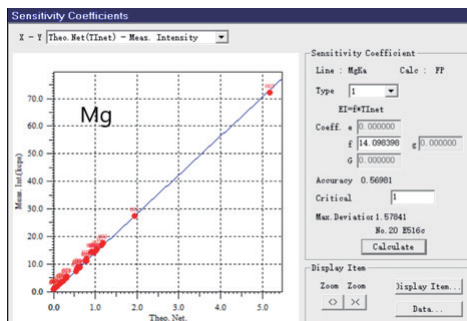 Sensitivity Coefficients
X - Y Theo.Net(TInet) - Meas. Intensity
Mg
Meas. Int(kcps)
70.0
60.0
50.0
40.0
30.0
20.0
10.0
0.0
0.0 1.0 2.0 3.0 4.0 5.0
Theo. Net.
Sensitivity Coefficient
Line : MgKa Calc : FP
Type 1
EI=f*TInet
Coeff. e 0.000000
f 14.098398 g 0.000000
G 0.000000
Accuracy 0.56981
Critical 1
Max.Deviatior 1.57841
No.20 E516c
Calculate
Display Item
Zoom Zoom
<> ><
Display Item...
Data...